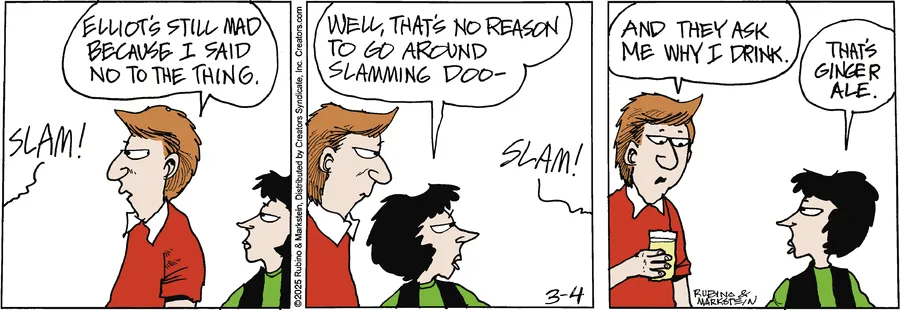 ELLIOT'S STILL MAD
BECAUSE I SAID
NO TO THE THING.
SLAM!
©2025 Rubino & Markstein, Distributed by Creators Syndicate, Inc. Creators.com
WELL, THAT'S NO REASON
TO GO AROUND
SLAMMING DOO-
SLAM!
3-4
AND THEY ASK
ME WHY I DRINK.
THAT'S
GINGER
ALE.
RUBINO &
MARKSTEIN